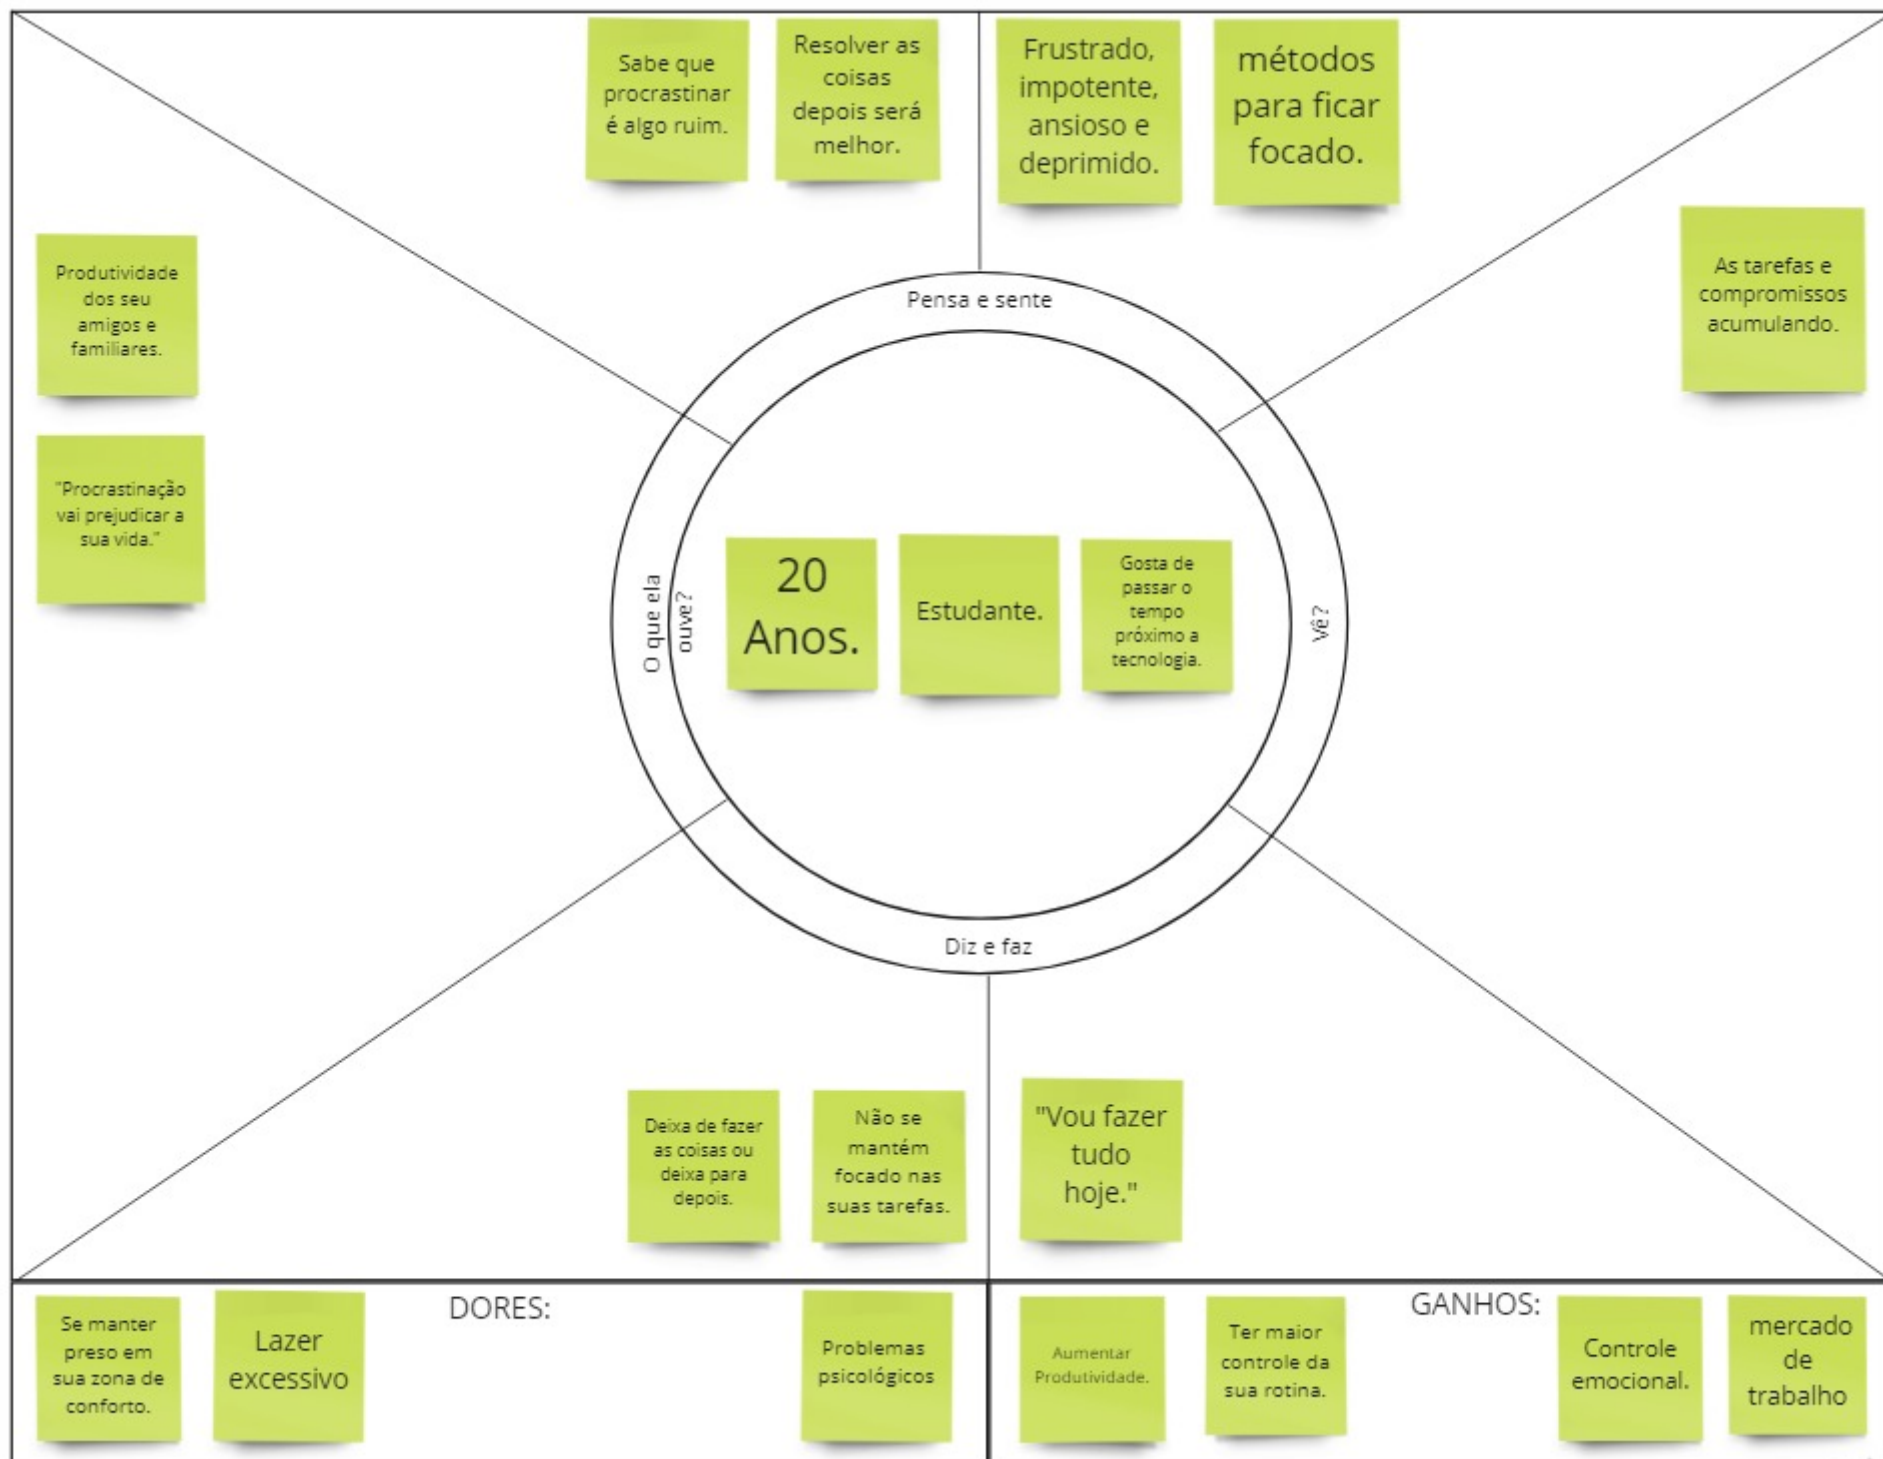 Sabe que
procrastinar
é algo ruim.
Resolver as
coisas
depois será
melhor.
Frustrado,
impotente,
ansioso e
deprimido.
métodos
para ficar
focado.
Produtividade
dos seu
amigos e
familiares.
"Procrastinação
vai prejudicar a
sua vida."
As tarefas e
compromissos
acumulando.
Pensa e sente
O que ela
ouve?
20
Anos.
Estudante.
Gosta de
passar o
tempo
próximo a
tecnologia.
Vê?
Diz e faz
Deixa de fazer
as coisas ou
deixa para
depois.
Não se
mantém
focado nas
suas tarefas.
"Vou fazer
tudo
hoje."
DORES:
Se manter
preso em
sua zona de
conforto.
Lazer
excessivo
Problemas
psicológicos
GANHOS:
Aumentar
Produtividade.
Ter maior
controle da
sua rotina.
Controle
emocional.
mercado
de
trabalho